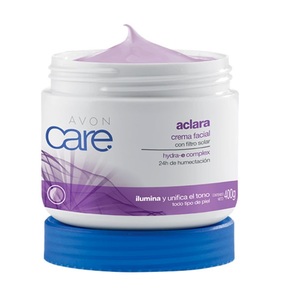 AVON
care
aclara
crema facial
con filtro solar
hydra-e complex
24h de humectación
ilumina y unifica el tono
todo tipo de piel
400g